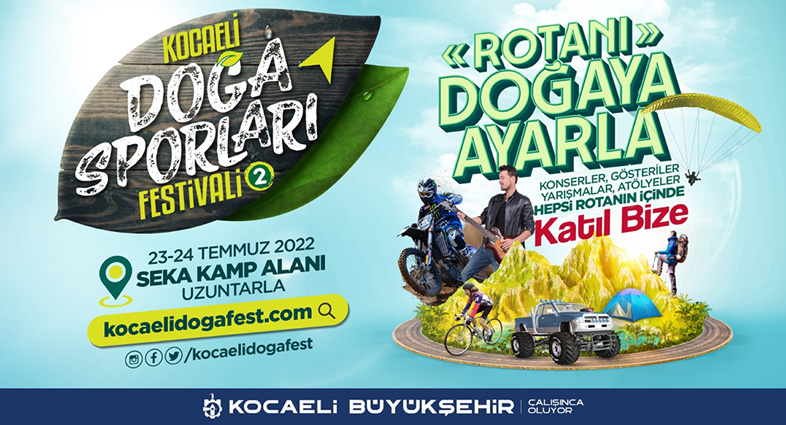 KOCAELİ
DOĞA
SPORLARI
FESTİVALİ 2
23-24 TEMMUZ 2022
SEKA KAMP ALANI
UZUNTARLA
kocaelidogafest.com
/kocaelidogafest
« ROTANI »
DOĞAYA
AYARLA
KONSERLER, GÖSTERİLER
YARIŞMALAR, ATÖLYELER
HEPSİ ROTANIN İÇİNDE
Katıl Bize
KOCAELİ BÜYÜKŞEHİR
ÇALIŞINCA
OLUYOR